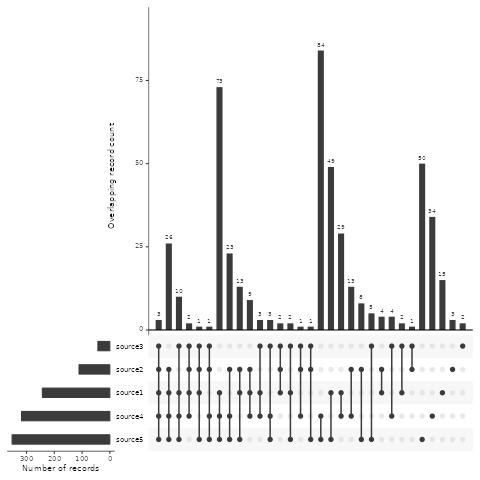 Overlapping record count
75
50
25
0
3 26 10 2 1 1 73 23 13 9 3 3 2 2 1 1 84 49 29 13 8 5 4 4 2 1 50 34 15 3 2
source3
source2
source1
source4
source5
300 200 100 0
Number of records